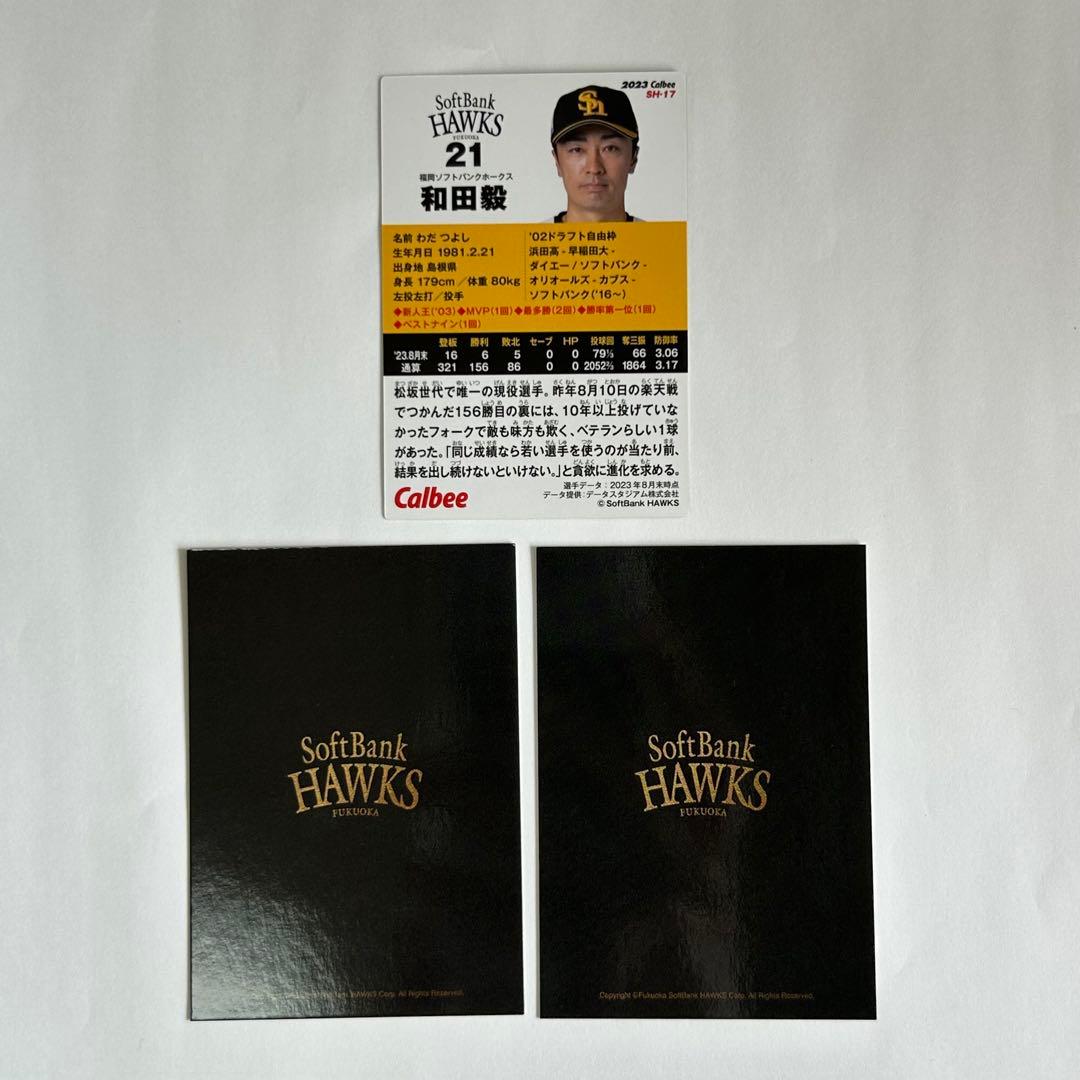 2023 Calbee
SH-17
SoftBank
HAWKS
FUKUOKA
21
福岡ソフトバンクホークス
和田毅
Sh
名前 わだ つよし
生年月日 1981.2.21
出身地 島根県
身長 179cm／体重 80kg
左投左打／投手
'02ドラフト自由枠
浜田高 - 早稲田大 -
ダイエー / ソフトバンク -
オリオールズ - カブス -
ソフトバンク('16～)
◆新人王('03)◆MVP(1回)◆最多勝(2回)◆勝率第一位(1回)
◆ベストナイン(1回)
登板 勝利 敗北 セーブ HP 投球回 奪三振 防御率
'23.8月末 16 6 5 0 0 79⅓ 66 3.06
通算 321 156 86 0 0 2052⅔ 1864 3.17
松坂世代で唯一の現役選手。昨年8月10日の楽天戦
でつかんだ156勝目の裏には、10年以上投げていな
かったフォークで敵も味方も欺く、ベテランらしい1球
があった。「同じ成績なら若い選手を使うのが当たり前、
結果を出し続けないといけない。」と貪欲に進化を求める。
選手データ：2023年8月末時点
データ提供：データスタジアム株式会社
© SoftBank HAWKS
Calbee
SoftBank
HAWKS
FUKUOKA
HAWKS Corp. All Rights Reserved.
SoftBank
HAWKS
FUKUOKA
Copyright ©Fukuoka SoftBank HAWKS Corp. All Rights Reserved.